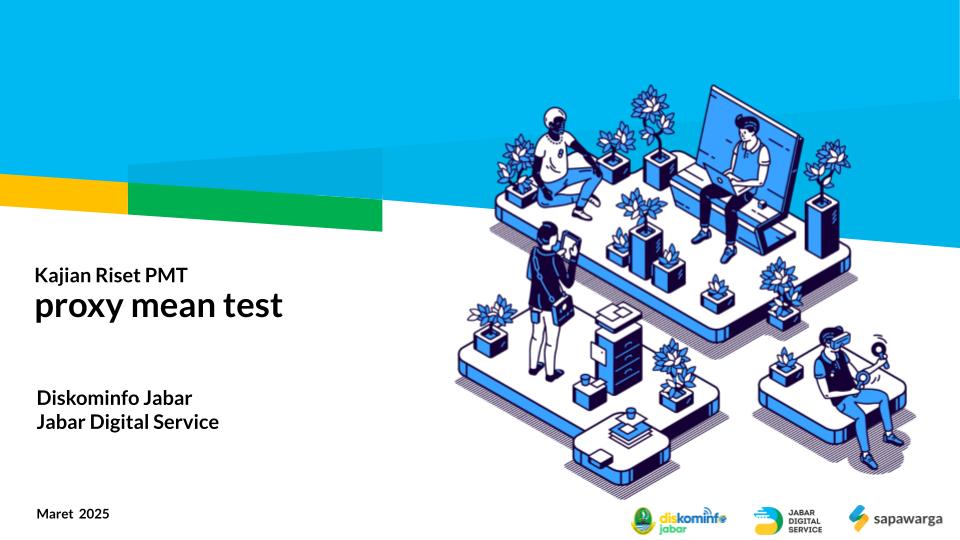 Kajian Riset PMT
proxy mean test
Diskominfo Jabar
Jabar Digital Service
Maret 2025
diskominfo
jabar
JABAR
DIGITAL
SERVICE
sapawarga